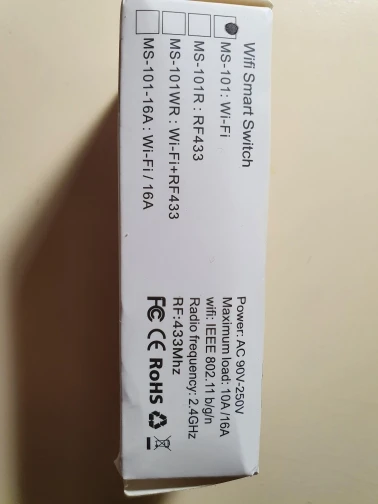 Wifi Smart Switch
MS-101: Wi-Fi
MS-101R : RF433
MS-101WR : Wi-Fi+RF433
MS-101-16A : Wi-Fi / 16A
Power: AC 90V-250V
Maximum load: 10A /16A
wifi: IEEE 802.11 b/g/n
Radio frequency: 2.4GHz
RF:433Mhz
FC CE RoHS